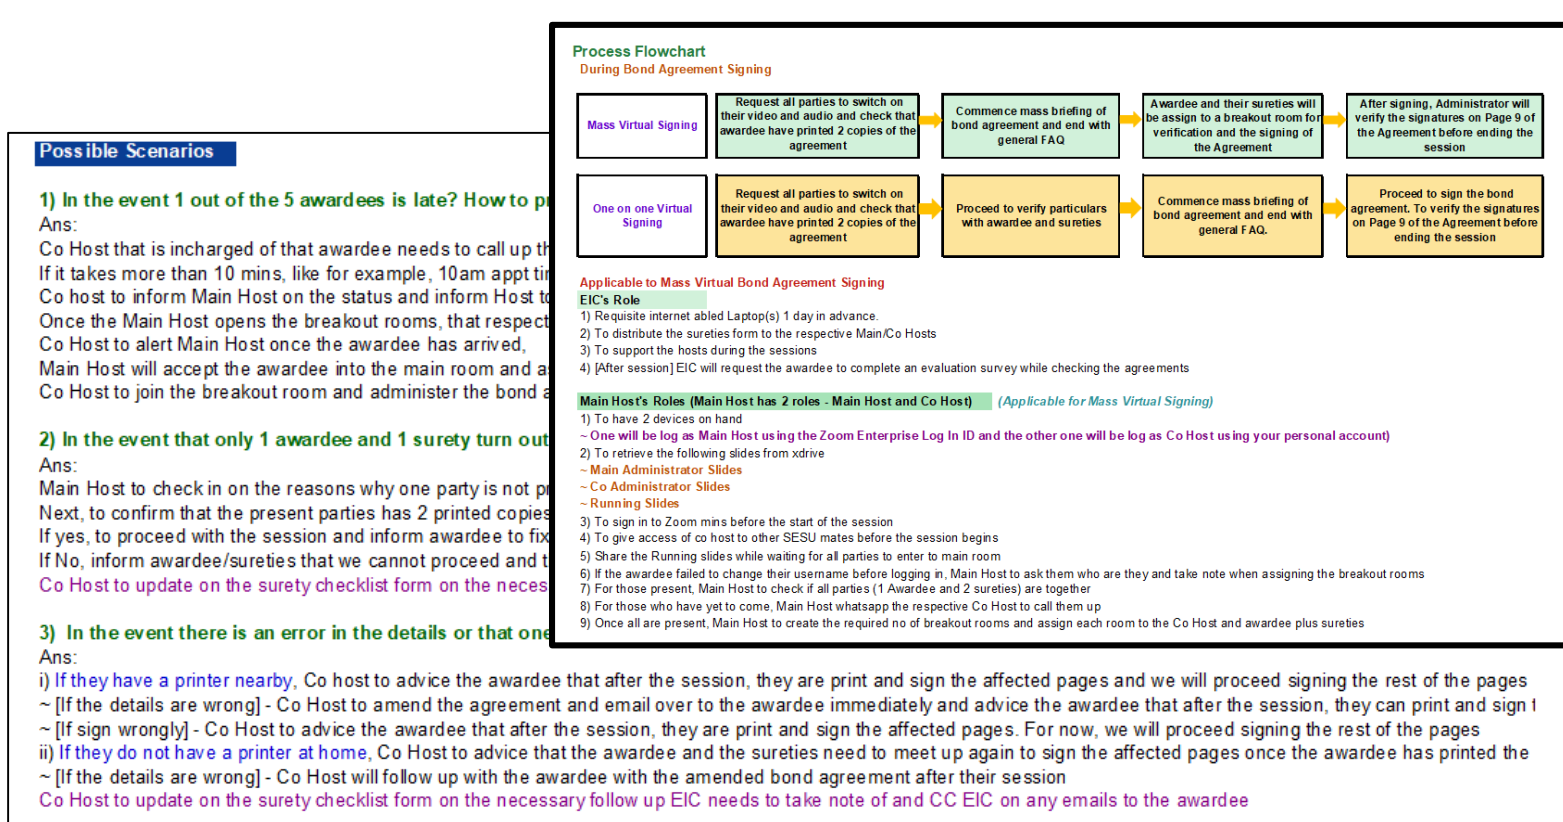 Process Flowchart
During Bond Agreement Signing
Mass Virtual Signing
Request all parties to switch on
their video and audio and check that
awardee have printed 2 copies of the
agreement
Commence mass briefing of
bond agreement and end with
general FAQ
Awardee and their sureties will
be assign to a breakout room for
verification and the signing of
the Agreement
After signing, Administrator will
verify the signatures on Page 9 of
the Agreement before ending the
session
One on one Virtual
Signing
Request all parties to switch on
their video and audio and check that
awardee have printed 2 copies of the
agreement
Proceed to verify particulars
with awardee and sureties
Commence mass briefing of
bond agreement and end with
general FAQ.
Proceed to sign the bond
agreement. To verify the signatures
on Page 9 of the Agreement before
ending the session
Applicable to Mass Virtual Bond Agreement Signing
EIC's Role
1) Requisite internet abled Laptop(s) 1 day in advance.
2) To distribute the sureties form to the respective Main/Co Hosts
3) To support the hosts during the sessions
4) [After session] EIC will request the awardee to complete an evaluation survey while checking the agreements
Main Host's Roles (Main Host has 2 roles - Main Host and Co Host) (Applicable for Mass Virtual Signing)
1) To have 2 devices on hand
~ One will be log as Main Host using the Zoom Enterprise Log In ID and the other one will be log as Co Host using your personal account)
2) To retrieve the following slides from xdrive
~ Main Administrator Slides
~ Co Administrator Slides
~ Running Slides
3) To sign in to Zoom mins before the start of the session
4) To give access of co host to other SESU mates before the session begins
5) Share the Running slides while waiting for all parties to enter to main room
6) If the awardee failed to change their username before logging in, Main Host to ask them who are they and take note when assigning the breakout rooms
7) For those present, Main Host to check if all parties (1 Awardee and 2 sureties) are together
8) For those who have yet to come, Main Host whatsapp the respective Co Host to call them up
9) Once all are present, Main Host to create the required no of breakout rooms and assign each room to the Co Host and awardee plus sureties
Possible Scenarios
1) In the event 1 out of the 5 awardees is late? How to
Ans:
Co Host that is incharged of that awardee needs to call up
If it takes more than 10 mins, like for example, 10am appt
Co host to inform Main Host on the status and inform Host
Once the Main Host opens the breakout rooms, that
Co Host to alert Main Host once the awardee has arrived,
Main Host will accept the awardee into the main room and
Co Host to join the breakout room and administer the bond
2) In the event that only 1 awardee and 1 surety turn out
Ans:
Main Host to check in on the reasons why one party is not
Next, to confirm that the present parties has 2 printed copies
If yes, to proceed with the session and inform awardee to
If No, inform awardee/sureties that we cannot proceed and
Co Host to update on the surety checklist form on the
3) In the event there is an error in the details or that one
Ans:
i) If they have a printer nearby, Co host to advice the awardee that after the session, they are print and sign the affected pages and we will proceed signing the rest of the pages
~ [If the details are wrong] - Co Host to amend the agreement and email over to the awardee immediately and advice the awardee that after the session, they can print and sign
~ [If sign wrongly] - Co Host to advice the awardee that after the session, they are print and sign the affected pages. For now, we will proceed signing the rest of the pages
ii) If they do not have a printer at home, Co Host to advice that the awardee and the sureties need to meet up again to sign the affected pages once the awardee has printed the
~ [If the details are wrong] - Co Host will follow up with the awardee with the amended bond agreement after their session
Co Host to update on the surety checklist form on the necessary follow up EIC needs to take note of and CC EIC on any emails to the awardee